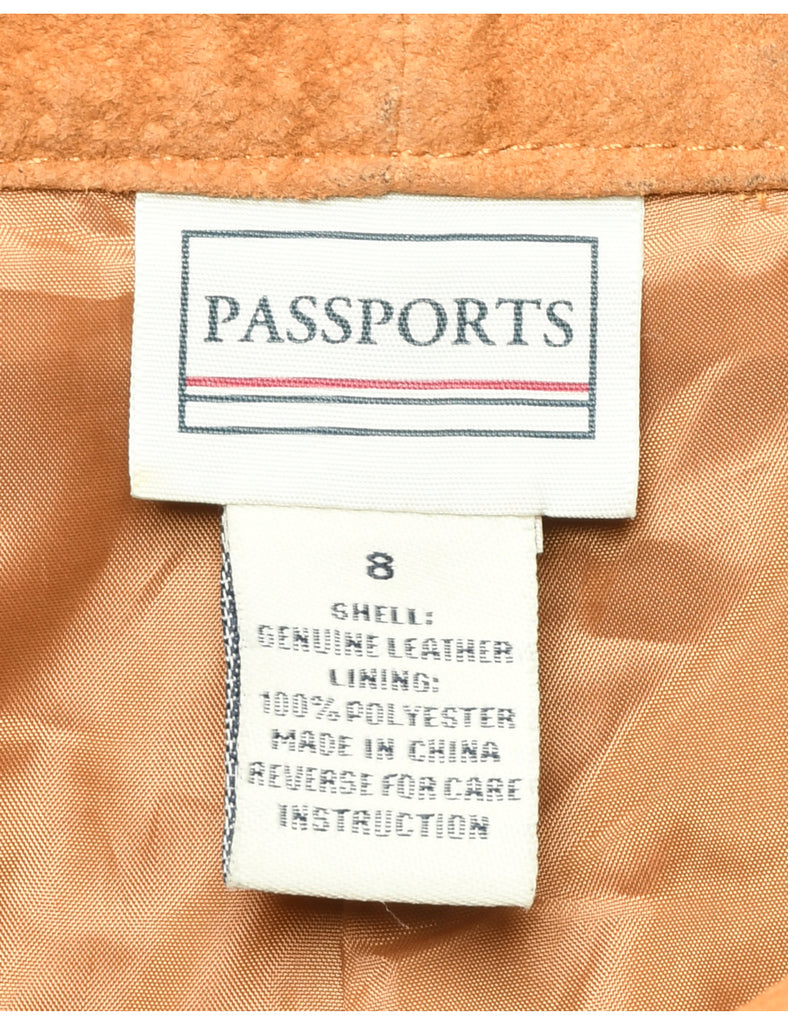 PASSPORTS
8
SHELL:
GENUINE LEATHER
LINING:
100% POLYESTER
MADE IN CHINA
REVERSE FOR CARE
INSTRUCTION